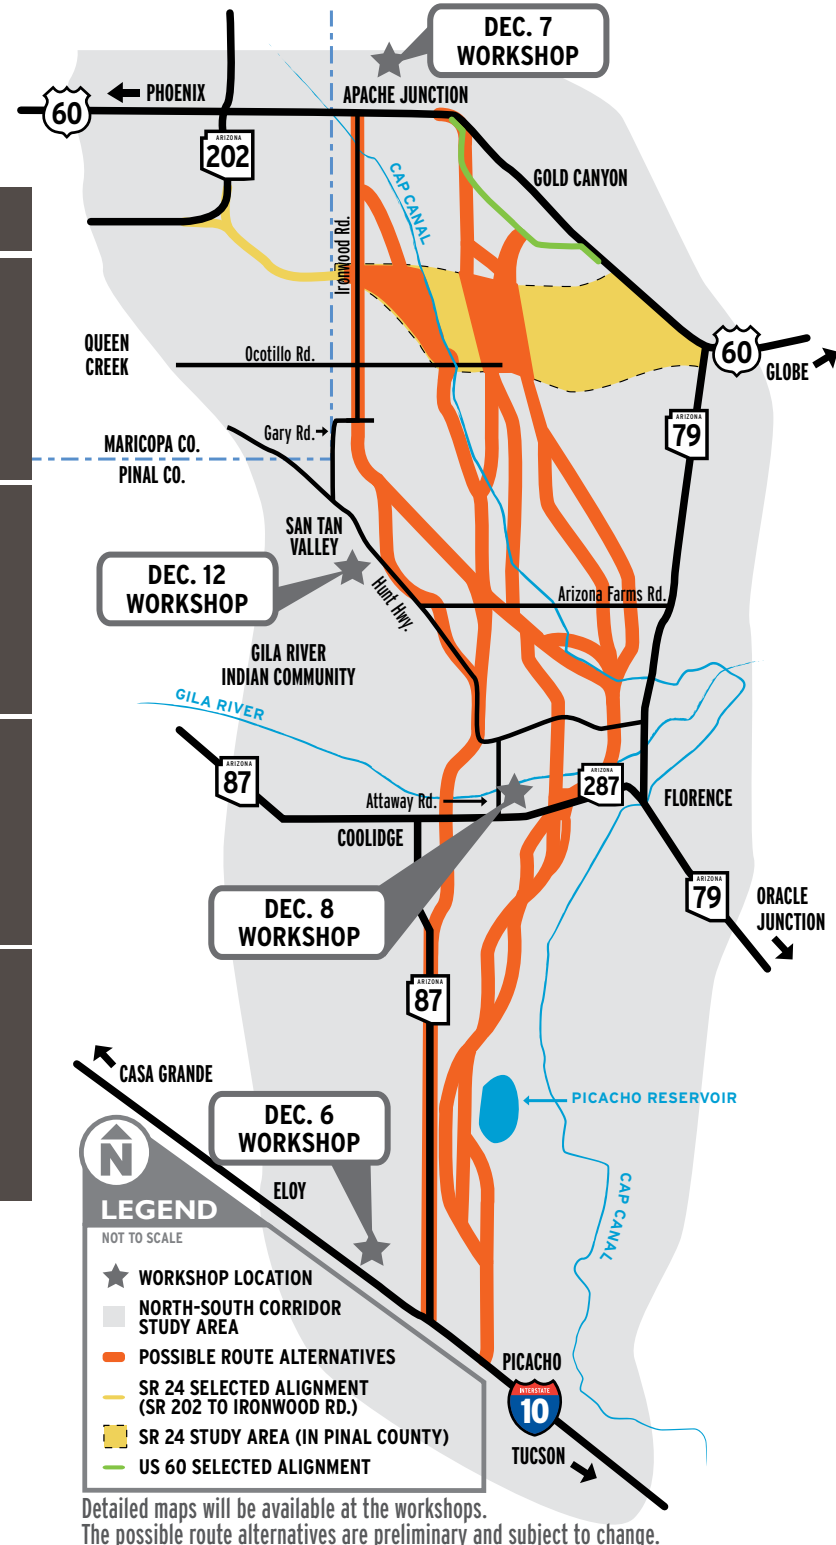 DEC. 7
WORKSHOP
PHOENIX
APACHE JUNCTION
60
ARIZONA
202
GOLD CANYON
CAP CANAL
Ironwood Rd.
QUEEN
CREEK
Ocotillo Rd.
60
GLOBE
ARIZONA
79
Gary Rd.
MARICOPA CO.
PINAL CO.
SAN TAN
VALLEY
DEC. 12
WORKSHOP
Hunt Hwy.
Arizona Farms Rd.
GILA RIVER
INDIAN COMMUNITY
GILA RIVER
ARIZONA
87
ARIZONA
287
Attaway Rd.
FLORENCE
COOLIDGE
DEC. 8
WORKSHOP
ARIZONA
79
ORACLE
JUNCTION
ARIZONA
87
CASA GRANDE
PICACHO RESERVOIR
DEC. 6
WORKSHOP
N
ELOY
CAP CANAL
LEGEND
NOT TO SCALE
WORKSHOP LOCATION
NORTH-SOUTH CORRIDOR
STUDY AREA
POSSIBLE ROUTE ALTERNATIVES
SR 24 SELECTED ALIGNMENT
(SR 202 TO IRONWOOD RD.)
SR 24 STUDY AREA (IN PINAL COUNTY)
US 60 SELECTED ALIGNMENT
PICACHO
INTERSTATE
10
TUCSON
Detailed maps will be available at the workshops.
The possible route alternatives are preliminary and subject to change.